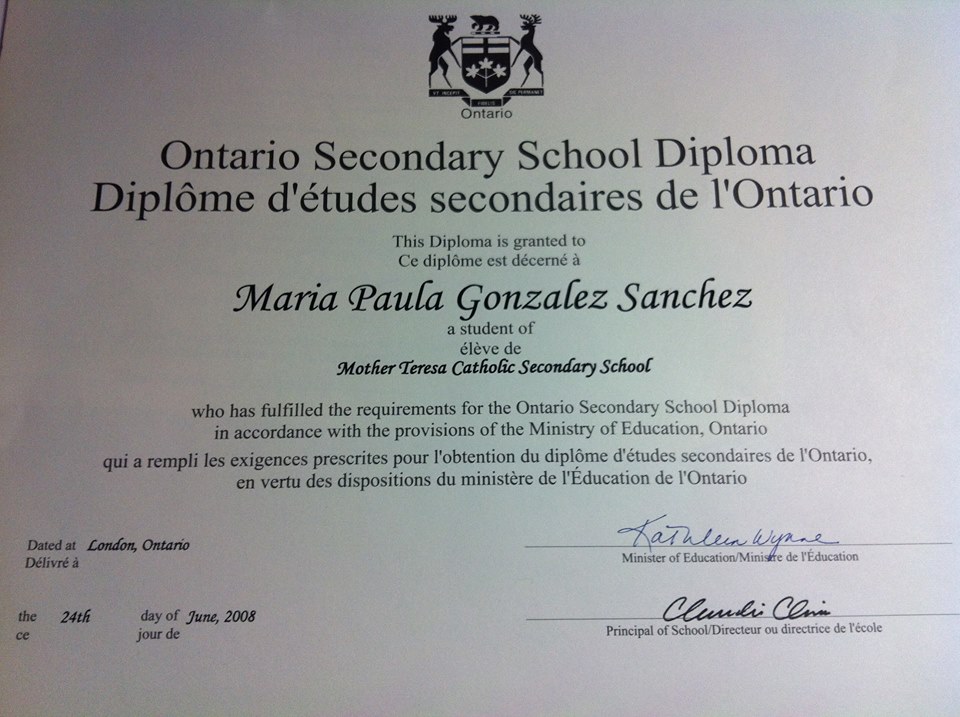 ET INCEPIT
DE PERMANET
FIDELIS
Ontario
Ontario Secondary School Diploma
Diplôme d'études secondaires de l'Ontario
This Diploma is granted to
Ce diplôme est décerné à
Maria Paula Gonzalez Sanchez
a student of
élève de
Mother Teresa Catholic Secondary School
who has fulfilled the requirements for the Ontario Secondary School Diploma
in accordance with the provisions of the Ministry of Education, Ontario
qui a rempli les exigences prescrites pour l'obtention du diplôme d'études secondaires de l'Ontario,
en vertu des dispositions du ministère de l'Éducation de l'Ontario
Dated at London, Ontario
Délivré à
Kathleen Wynne
Minister of Education/Ministre de l'Éducation
the 24th day of June, 2008
ce jour de
Principal of School/Directeur ou directrice de l'école